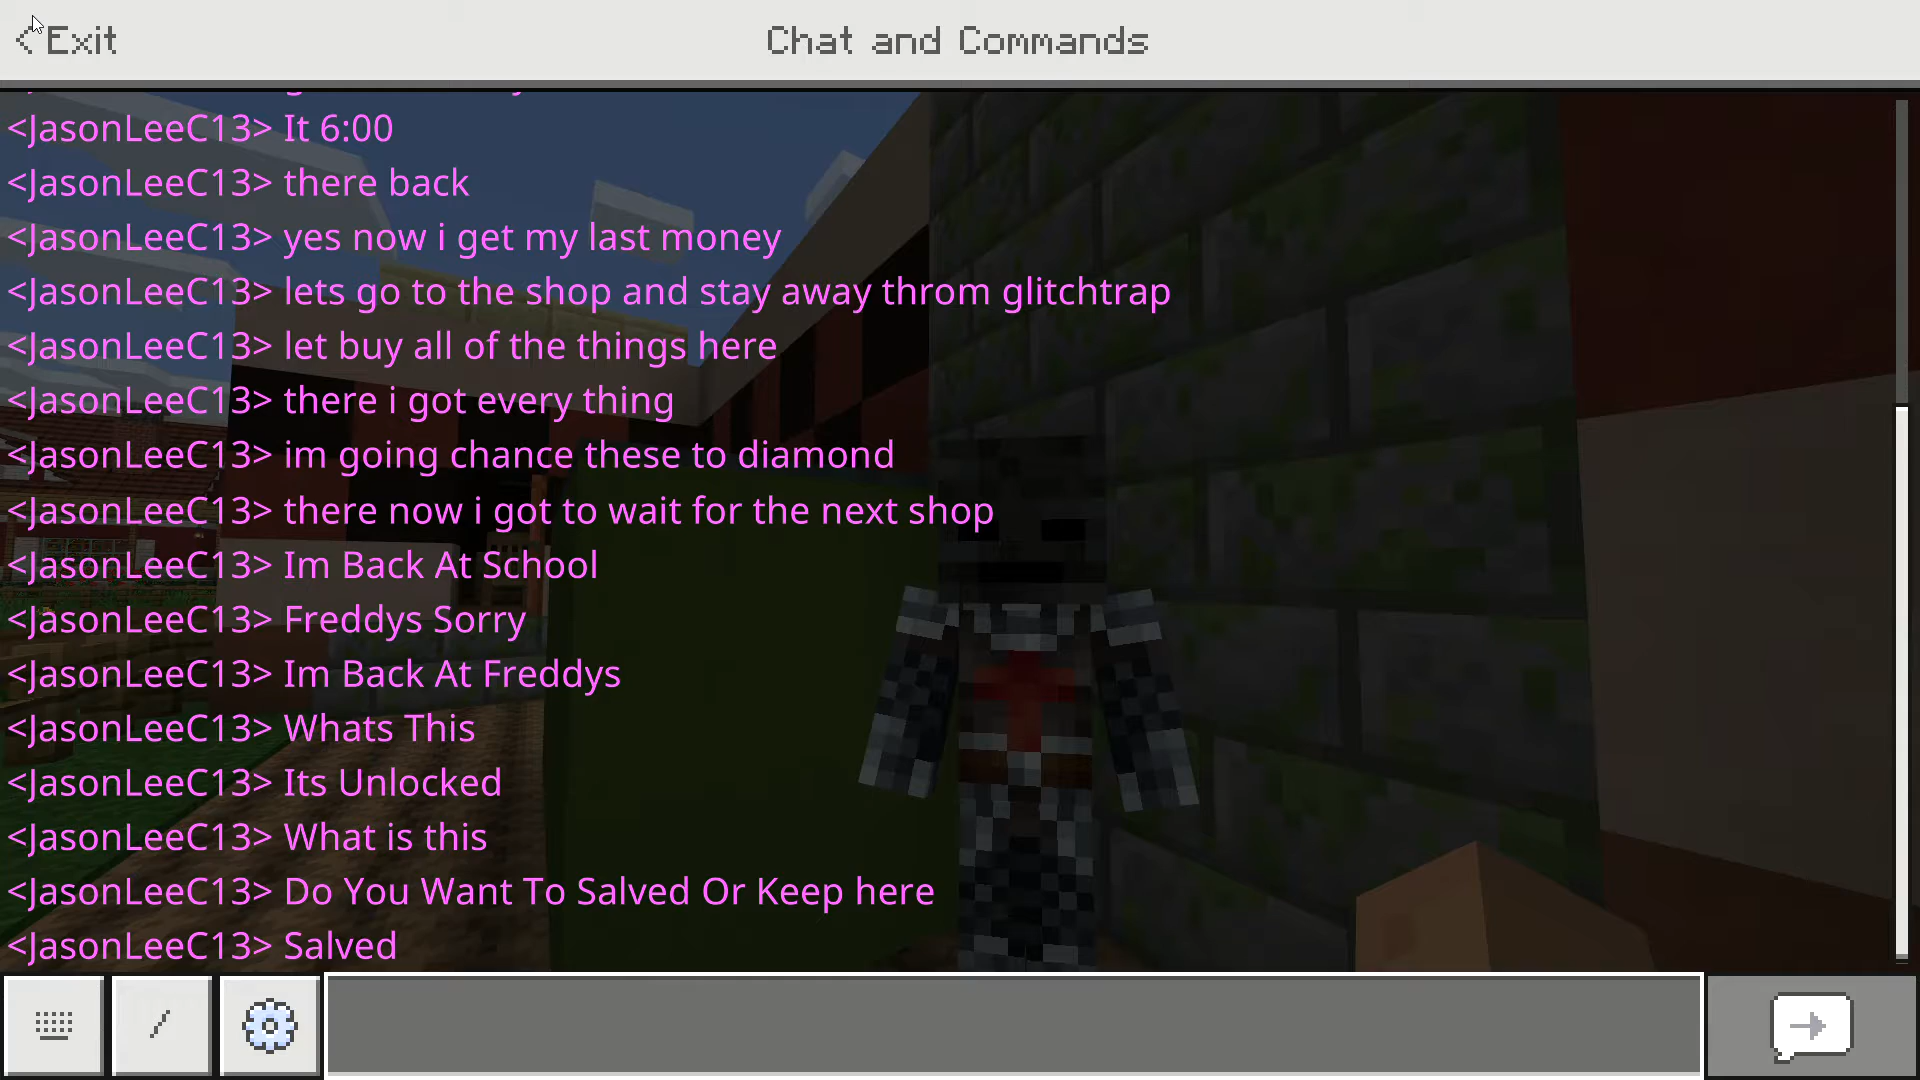 Exit
Chat and Commands
<JasonLeeC13> It 6:00
<JasonLeeC13> there back
<JasonLeeC13> yes now i get my last money
<JasonLeeC13> lets go to the shop and stay away throm glitchtrap
<JasonLeeC13> let buy all of the things here
<JasonLeeC13> there i got every thing
<JasonLeeC13> im going chance these to diamond
<JasonLeeC13> there now i got to wait for the next shop
<JasonLeeC13> Im Back At School
<JasonLeeC13> Freddys Sorry
<JasonLeeC13> Im Back At Freddys
<JasonLeeC13> Whats This
<JasonLeeC13> Its Unlocked
<JasonLeeC13> What is this
<JasonLeeC13> Do You Want To Salved Or Keep here
<JasonLeeC13> Salved